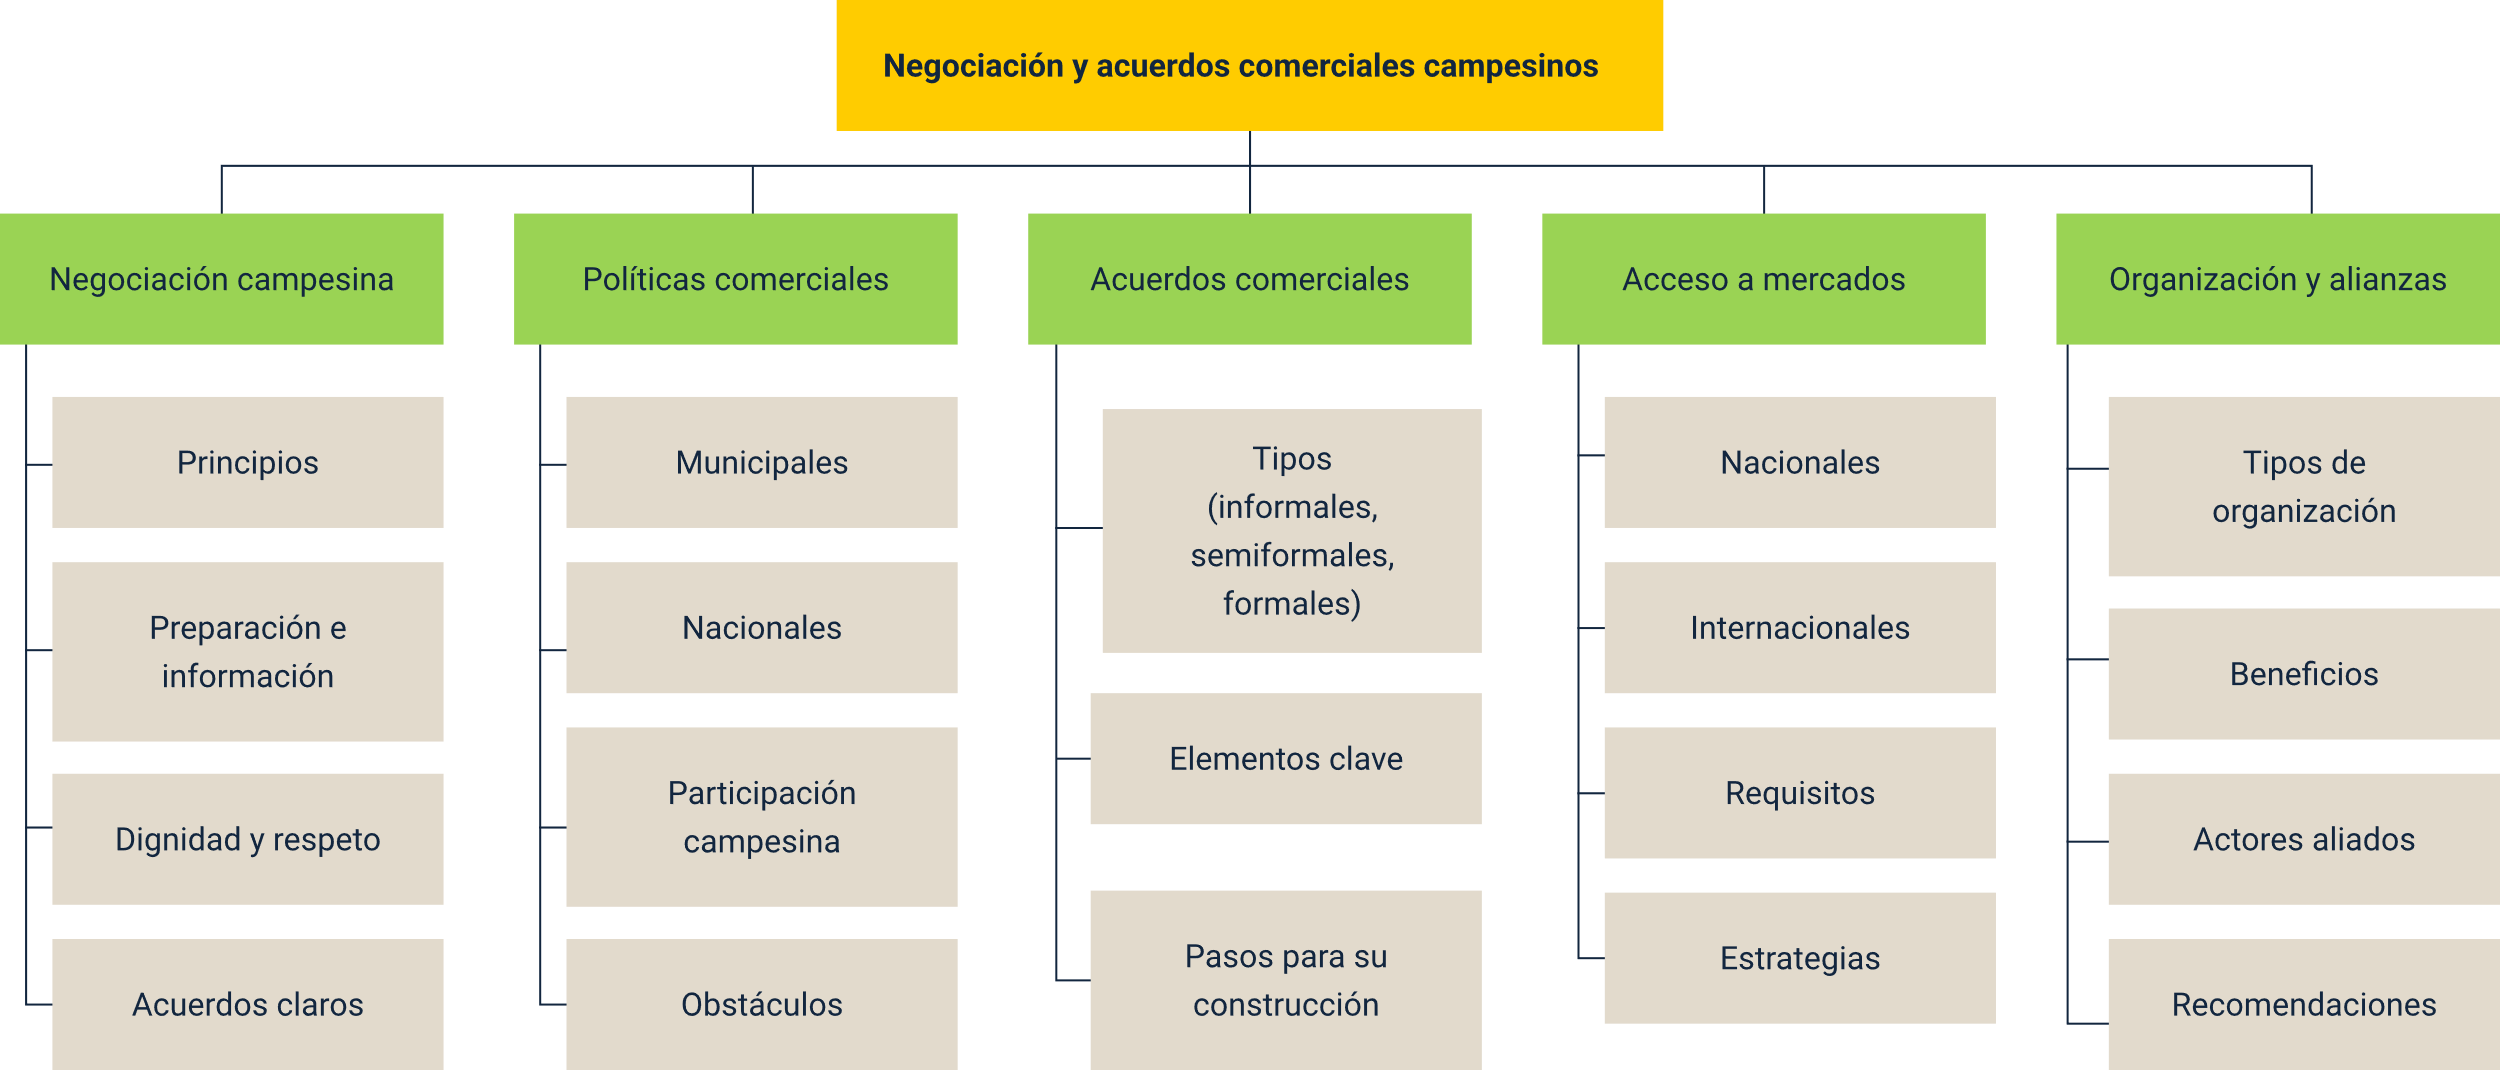 Negociación y acuerdos comerciales campesinos
Negociación campesina
Principios
Preparación e
información
Dignidad y respeto
Acuerdos claros
Políticas comerciales
Municipales
Nacionales
Participación
campesina
Obstáculos
Acuerdos comerciales
Tipos
(informales,
semiformales,
formales)
Elementos clave
Pasos para su
construcción
Acceso a mercados
Nacionales
Internacionales
Requisitos
Estrategias
Organización y alianzas
Tipos de
organización
Beneficios
Actores aliados
Recomendaciones